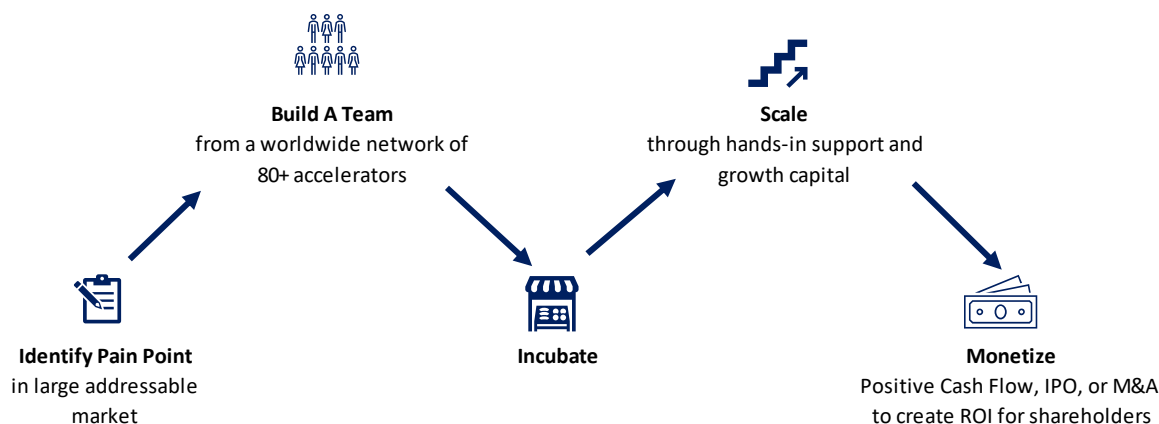 Build A Team
from a worldwide network of
80+ accelerators
Scale
through hands-in support and
growth capital
Identify Pain Point
in large addressable
market
Incubate
Monetize
Positive Cash Flow, IPO, or M&A
to create ROI for shareholders